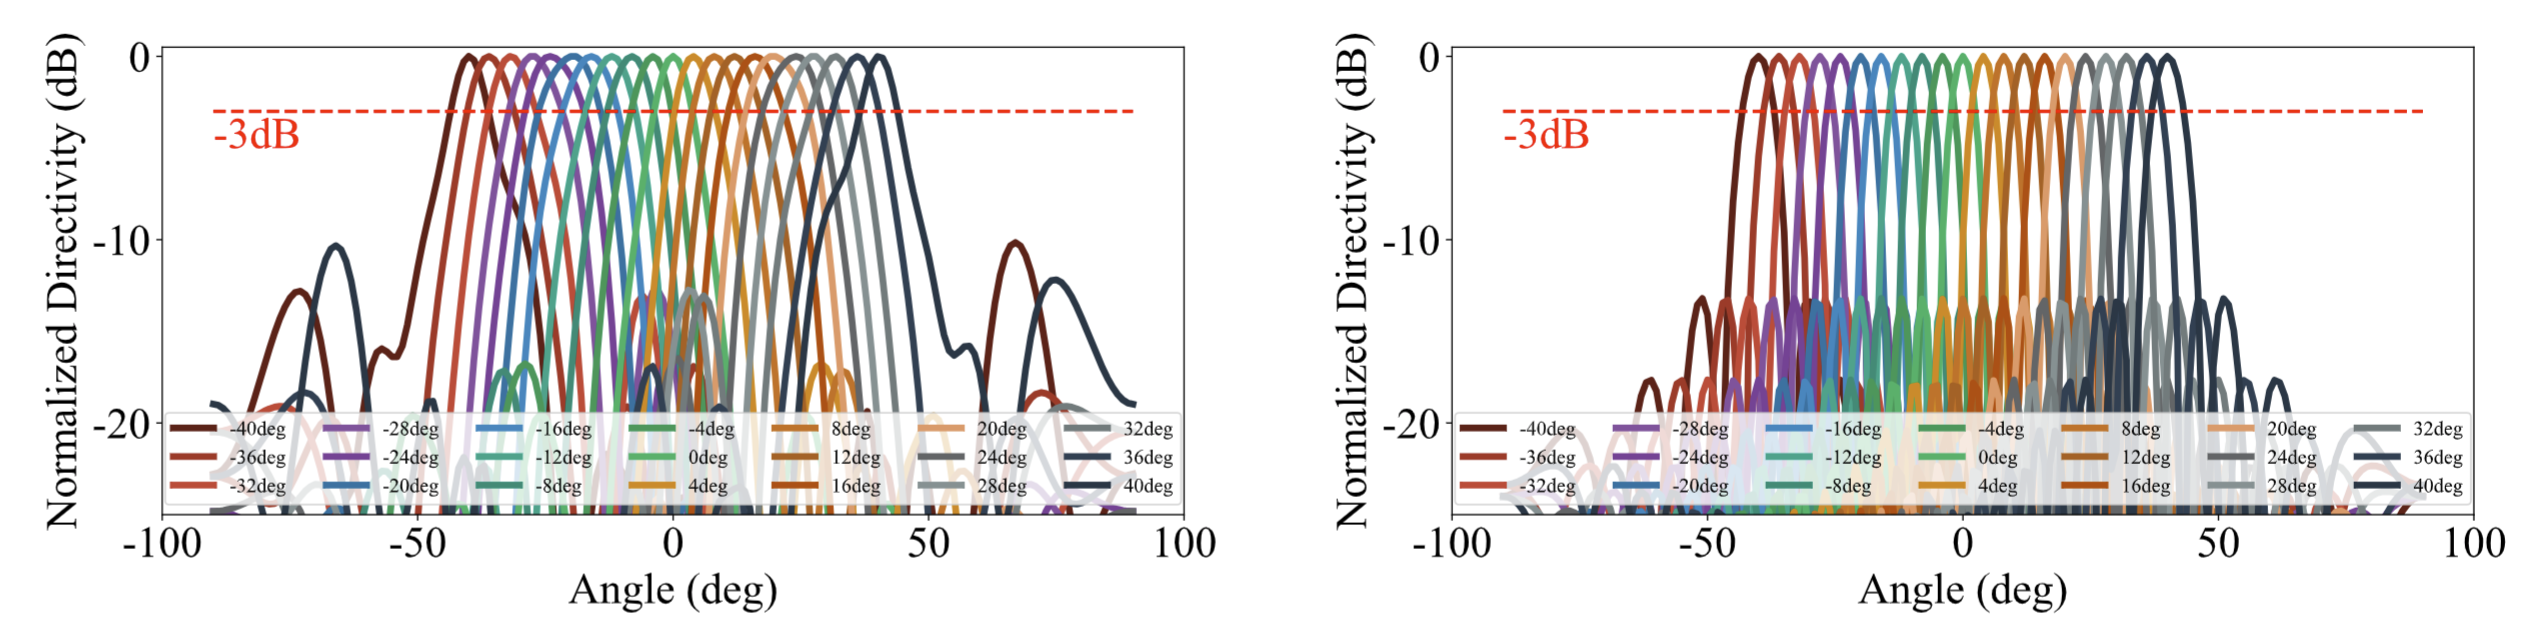 Normalized Directivity (dB)
0
-10
-20
-3dB
-40deg -28deg -16deg -4deg 8deg 20deg 32deg
-36deg -24deg -12deg 0deg 12deg 24deg 36deg
-32deg -20deg -8deg 4deg 16deg 28deg 40deg
-100 -50 0 50 100
Angle (deg)
Normalized Directivity (dB)
0
-10
-20
-3dB
-40deg -28deg -16deg -4deg 8deg 20deg 32deg
-36deg -24deg -12deg 0deg 12deg 24deg 36deg
-32deg -20deg -8deg 4deg 16deg 28deg 40deg
-100 -50 0 50 100
Angle (deg)